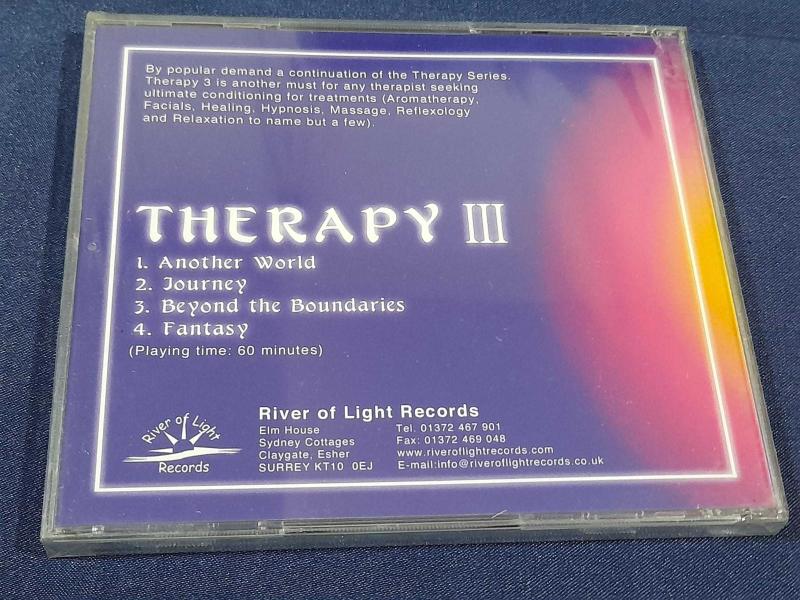 By popular demand a continuation of the Therapy Series.
Therapy 3 is another must for any therapist seeking
ultimate conditioning for treatments (Aromatherapy,
Facials, Healing, Hypnosis, Massage, Reflexology
and Relaxation to name but a few).
THERAPY III
1. Another World
2. Journey
3. Beyond the Boundaries
4. Fantasy
(Playing time: 60 minutes)
River of Light
Records
River of Light Records
Elm House
Sydney Cottages
Claygate, Esher
SURREY KT10 0EJ
Tel. 01372 467 901
Fax: 01372 469 048
www.riveroflightrecords.com
E-mail:info@riveroflightrecords.co.uk